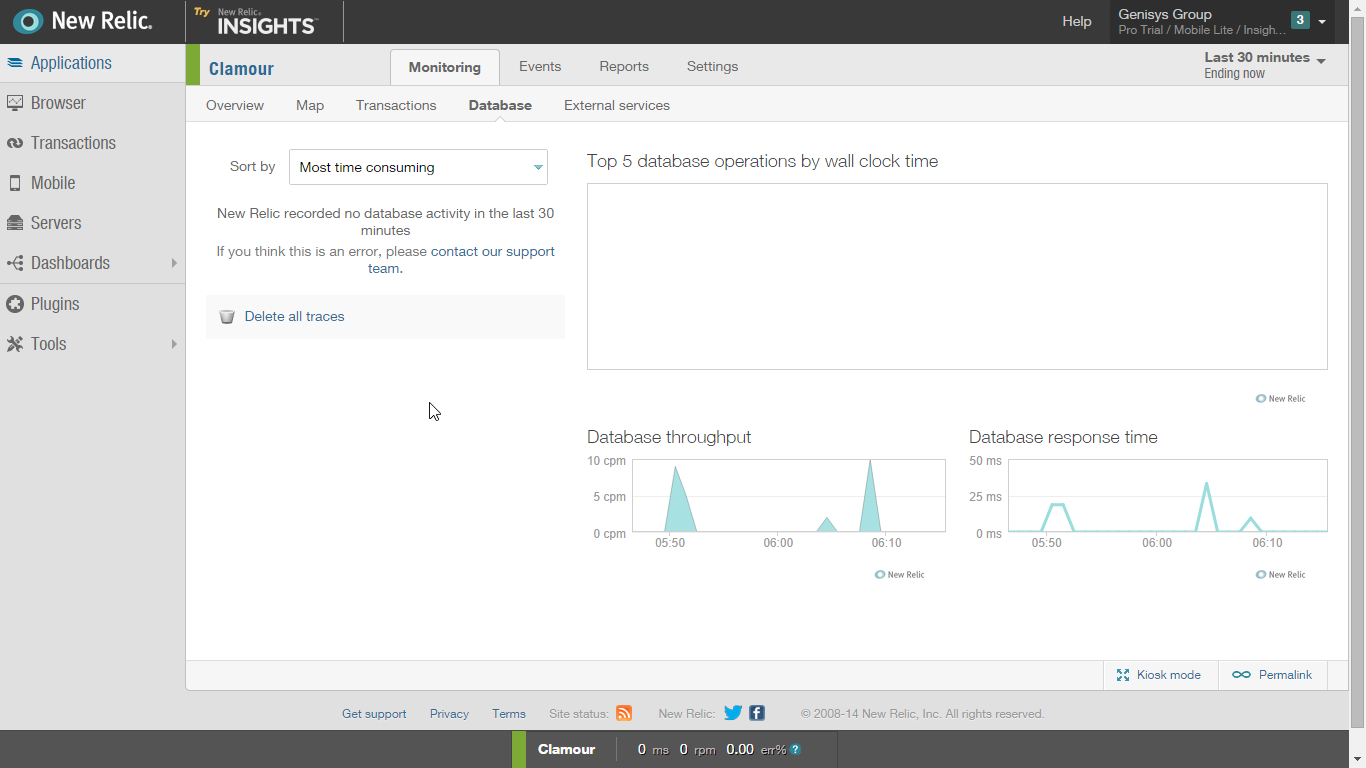 New Relic.
Try New Relic. INSIGHTS
Help
Genisys Group
Pro Trial / Mobile Lite / Insigh...
3
Applications
Browser
Transactions
Mobile
Servers
Dashboards
Plugins
Tools
Clamour
Monitoring Events Reports Settings
Last 30 minutes
Ending now
Overview Map Transactions Database External services
Sort by Most time consuming
New Relic recorded no database activity in the last 30
minutes
If you think this is an error, please contact our support
team.
Delete all traces
Top 5 database operations by wall clock time
New Relic
Database throughput
10 cpm
5 cpm
0 cpm
05:50 06:00 06:10
New Relic
Database response time
50 ms
25 ms
0 ms
05:50 06:00 06:10
New Relic
Kiosk mode Permalink
Get support Privacy Terms Site status: New Relic: © 2008-14 New Relic, Inc. All rights reserved.
Clamour 0 ms 0 rpm 0.00 err% ?